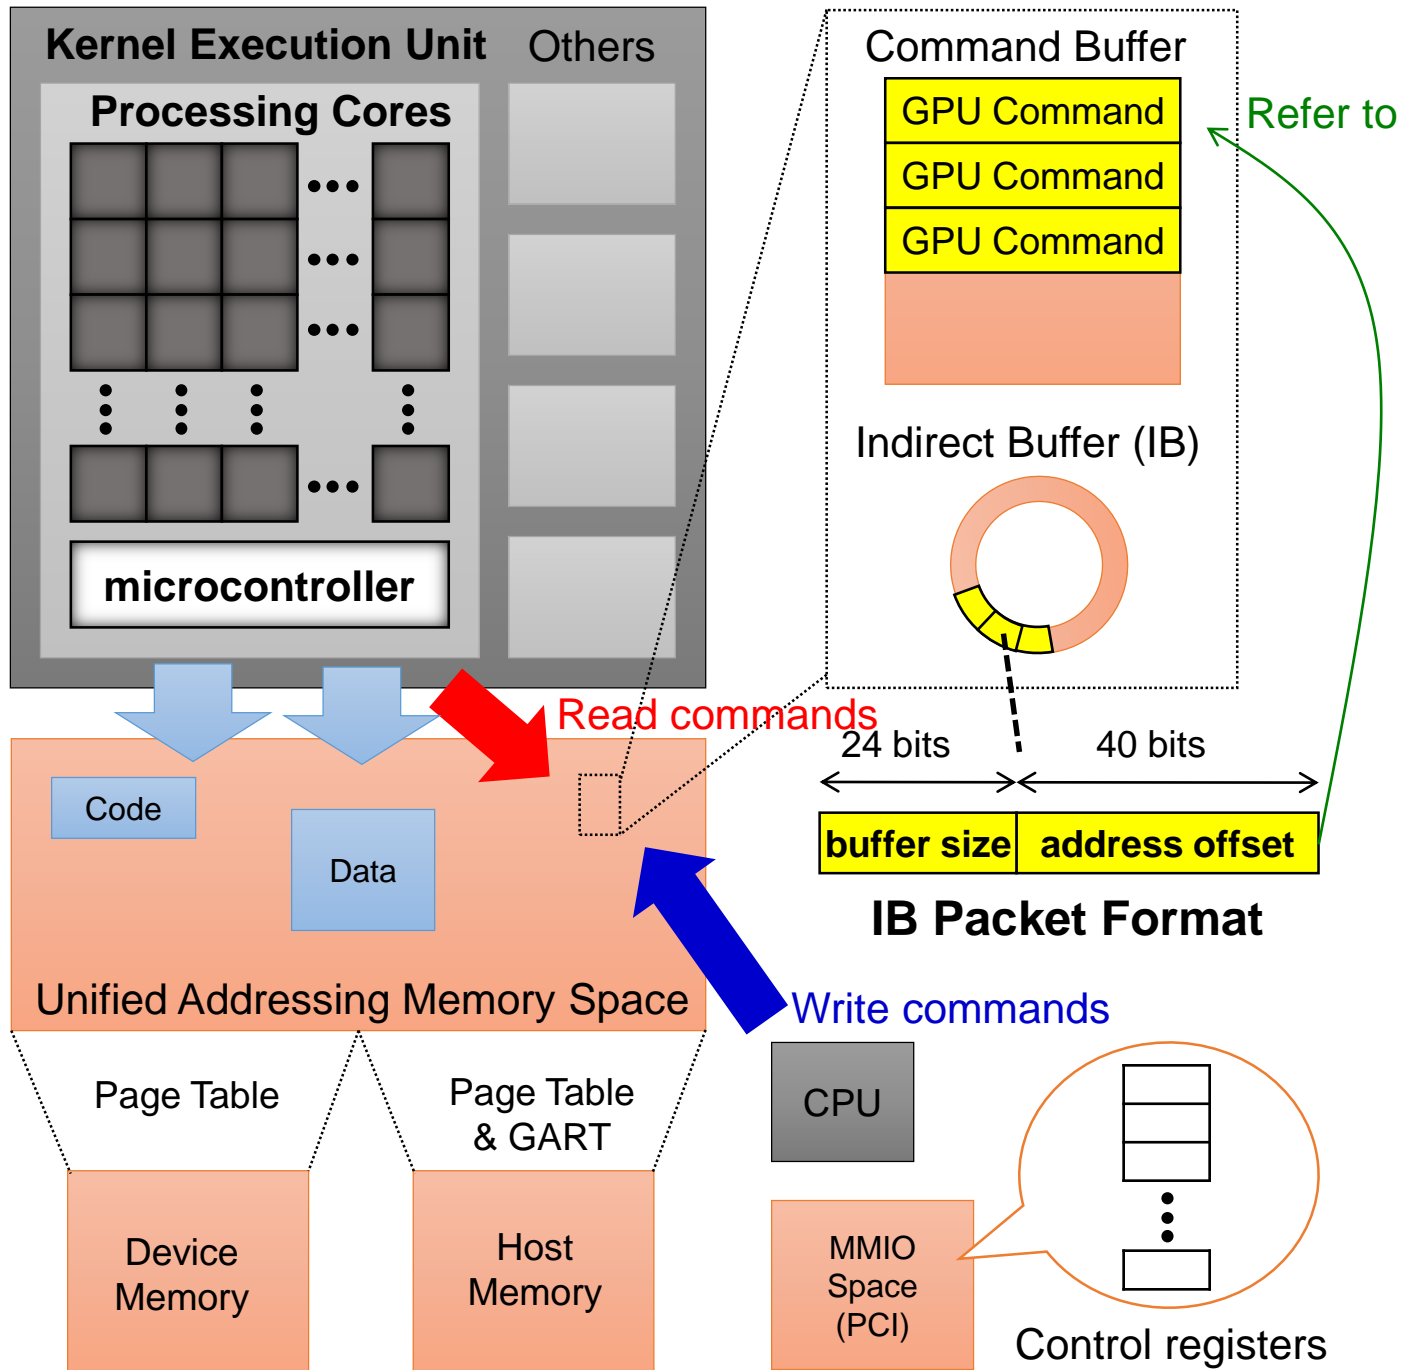 Kernel Execution Unit
Others
Processing Cores
microcontroller
Command Buffer
GPU Command
GPU Command
GPU Command
Refer to
Indirect Buffer (IB)
Read commands
24 bits
40 bits
buffer size
address offset
IB Packet Format
Code
Data
Unified Addressing Memory Space
Write commands
Page Table
Page Table
& GART
CPU
Device
Memory
Host
Memory
MMIO
Space
(PCI)
Control registers